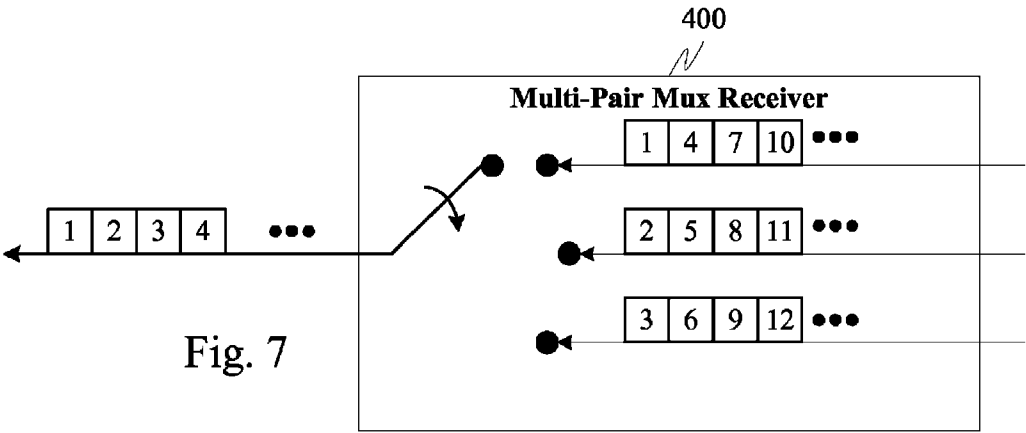 400
Multi-Pair Mux Receiver
1 4 7 10 •••
1 2 3 4 •••
2 5 8 11 •••
3 6 9 12 •••
Fig. 7